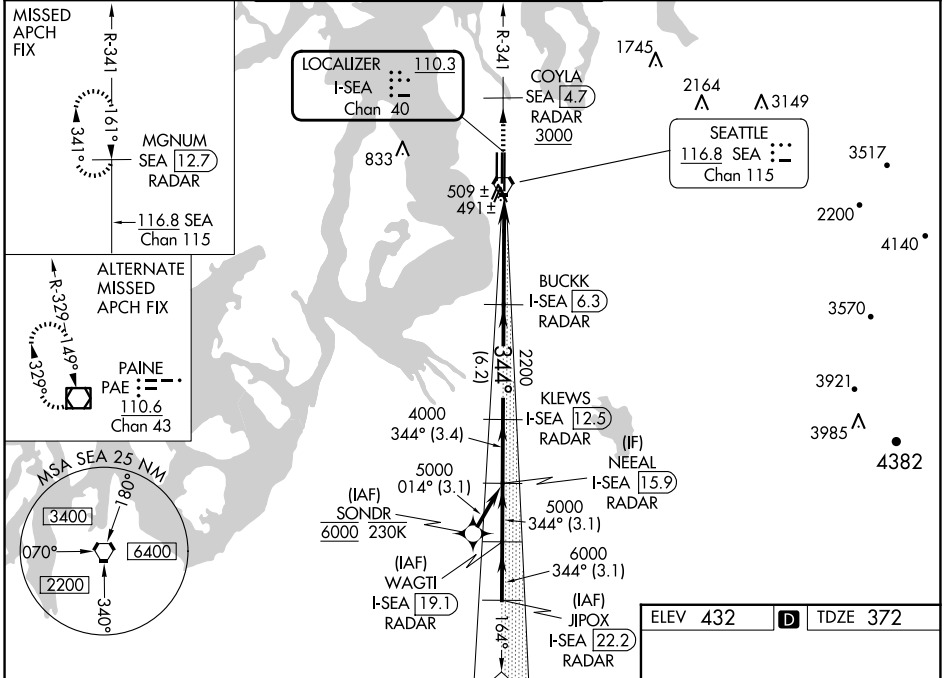 MISSED
APCH
FIX
R-341
161°
341°
MGNUM
SEA 12.7
RADAR
116.8 SEA
Chan 115
ALTERNATE
MISSED
APCH FIX
R-329
149°
329°
PAINE
PAE
110.6
Chan 43
MSA SEA 25 NM
180°
3400
070°
6400
2200
340°
LOCALIZER 110.3
I-SEA
Chan 40
R-341
COYLA
SEA 4.7
RADAR
3000
1745
2164
3149
SEATTLE
116.8 SEA
Chan 115
833
509 ±
491 ±
3517
2200
4140
3570
3921
3985
4382
BUCKK
I-SEA 6.3
RADAR
2200
344°
(6.2)
KLEWS
I-SEA 12.5
RADAR
4000
344° (3.4)
(IF)
NEEAL
I-SEA 15.9
RADAR
5000
014° (3.1)
(IAF)
SONDR
6000 230K
5000
344° (3.1)
(IAF)
WAGTI
I-SEA 19.1
RADAR
6000
344° (3.1)
(IAF)
JIPOX
I-SEA 22.2
RADAR
164°
ELEV 432 D TDZE 372